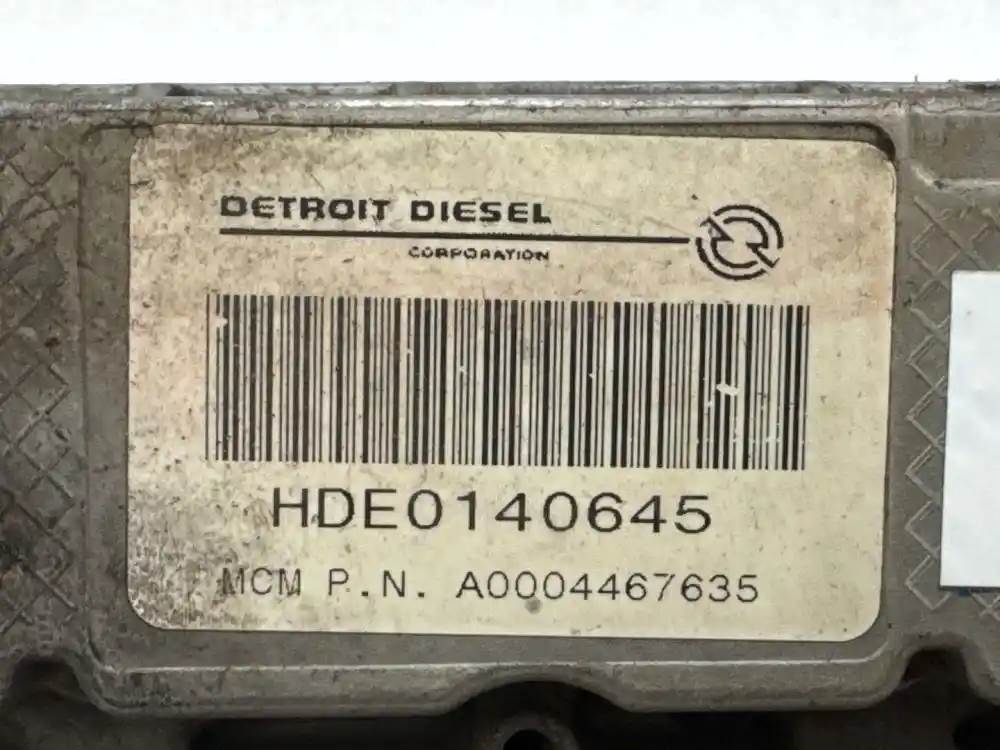 DETROIT DIESEL
CORPORATION
HDE0140645
MCM P.N. A0004467635